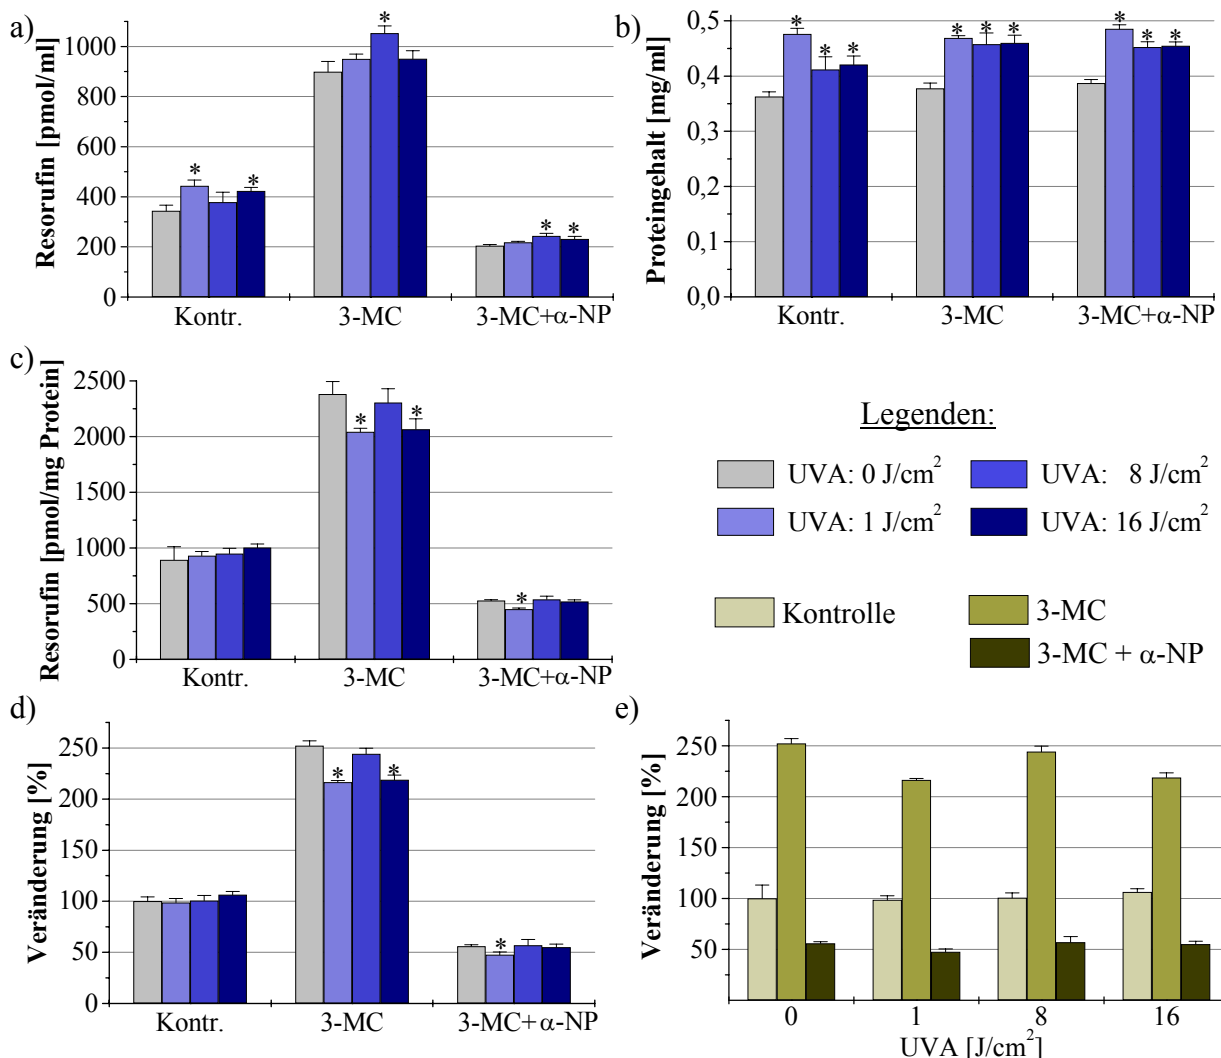 a)
Resorufin [pmol/ml]
1000
800
600
400
200
0
*
*
*
*
*
Kontr.
3-MC
3-MC+α-NP
b)
Proteingehalt [mg/ml]
0,5
0,4
0,3
0,2
0,1
0,0
*
*
*
*
*
*
*
*
*
Kontr.
3-MC
3-MC+α-NP
c)
Resorufin [pmol/mg Protein]
2500
2000
1500
1000
500
0
*
*
*
Kontr.
3-MC
3-MC+α-NP
Legenden:
UVA: 0 J/cm²
UVA: 8 J/cm²
UVA: 1 J/cm²
UVA: 16 J/cm²
Kontrolle
3-MC
3-MC + α-NP
d)
Veränderung [%]
250
200
150
100
50
0
*
*
*
Kontr.
3-MC
3-MC+α-NP
e)
Veränderung [%]
250
200
150
100
50
0
0
1
8
16
UVA [J/cm²]